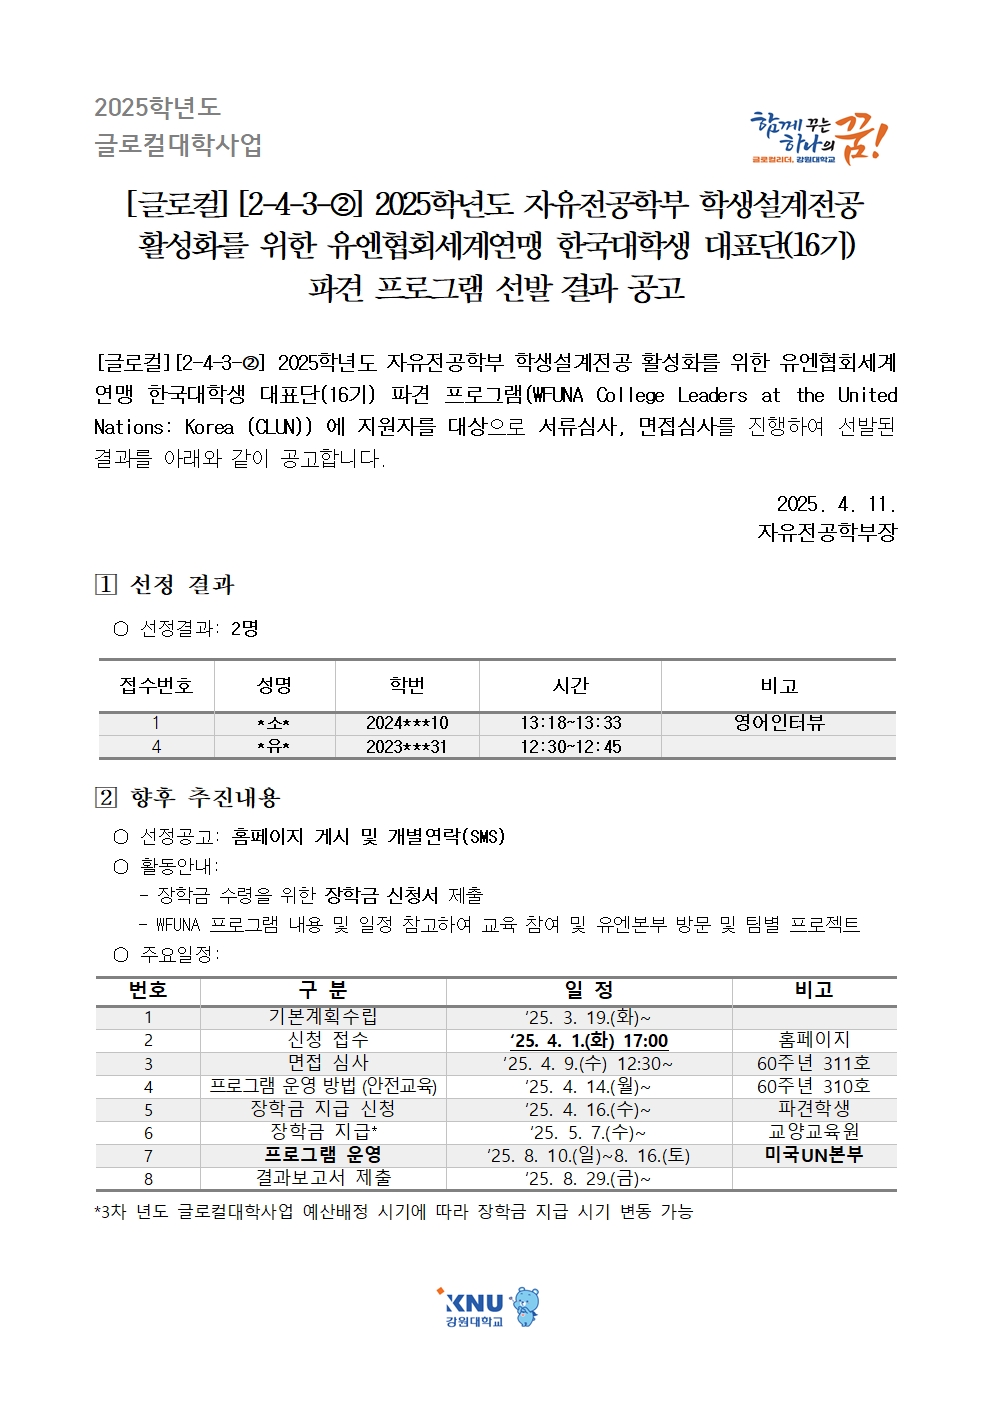 2025학년도
글로컬대학사업
함께 꾸는
하나의 꿈!
글로컬리더, 강원대학교
[글로컬] [2-4-3-②] 2025학년도 자유전공학부 학생설계전공
활성화를 위한 유엔협회세계연맹 한국대학생 대표단(16기)
파견 프로그램 선발 결과 공고
[글로컬][2-4-3-②] 2025학년도 자유전공학부 학생설계전공 활성화를 위한 유엔협회세계
연맹 한국대학생 대표단(16기) 파견 프로그램(WFUNA College Leaders at the United
Nations: Korea (CLUN)) 에 지원자를 대상으로 서류심사, 면접심사를 진행하여 선발된
결과를 아래와 같이 공고합니다.
2025. 4. 11.
자유전공학부장
1 선정 결과
○ 선정결과: 2명
접수번호 성명 학번 시간 비고
1 *소* 2024***10 13:18~13:33 영어인터뷰
4 *유* 2023***31 12:30~12:45
2 향후 추진내용
○ 선정공고: 홈페이지 게시 및 개별연락(SMS)
○ 활동안내:
- 장학금 수령을 위한 장학금 신청서 제출
- WFUNA 프로그램 내용 및 일정 참고하여 교육 참여 및 유엔본부 방문 및 팀별 프로젝트
○ 주요일정:
번호 구 분 일 정 비고
1 기본계획수립 ‘25. 3. 19.(화)~
2 신청 접수 ‘25. 4. 1.(화) 17:00 홈페이지
3 면접 심사 ‘25. 4. 9.(수) 12:30~ 60주년 311호
4 프로그램 운영 방법 (안전교육) ‘25. 4. 14.(월)~ 60주년 310호
5 장학금 지급 신청 ‘25. 4. 16.(수)~ 파견학생
6 장학금 지급* ‘25. 5. 7.(수)~ 교양교육원
7 프로그램 운영 ‘25. 8. 10.(일)~8. 16.(토) 미국UN본부
8 결과보고서 제출 ‘25. 8. 29.(금)~
*3차 년도 글로컬대학사업 예산배정 시기에 따라 장학금 지급 시기 변동 가능
KNU
강원대학교